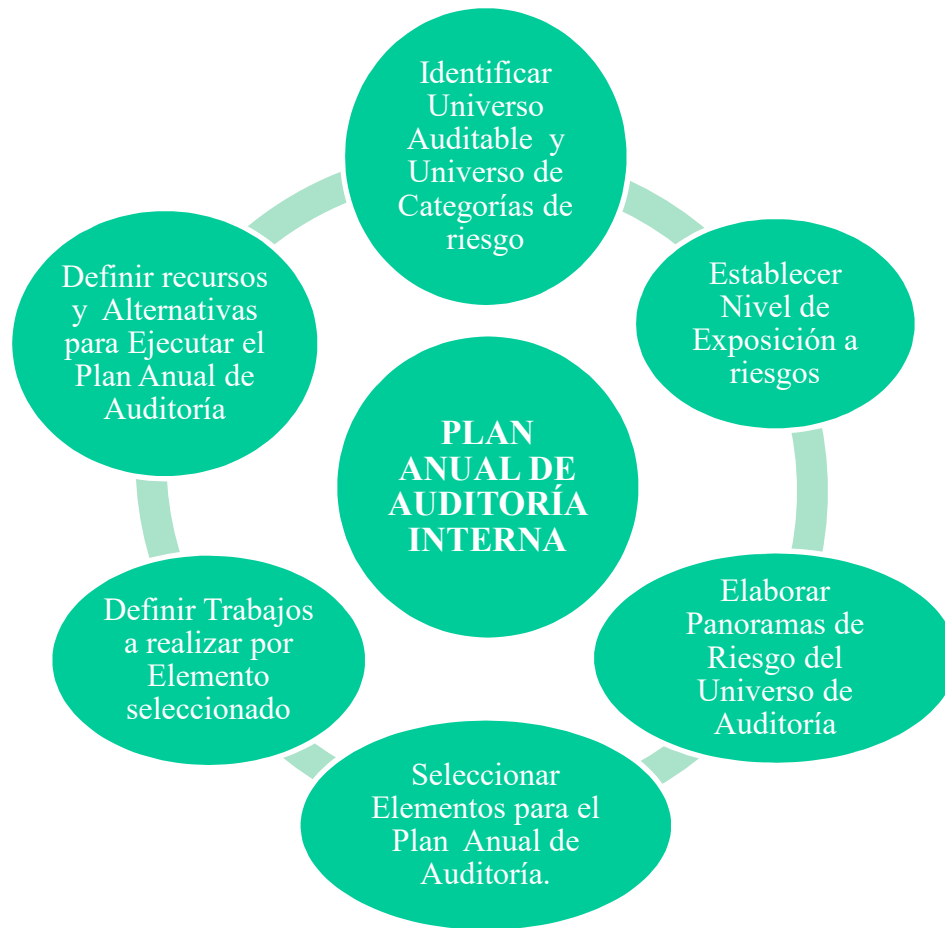 Identificar
Universo
Auditable y
Universo de
Categorías de
riesgo
Establecer
Nivel de
Exposición a
riesgos
Elaborar
Panoramas de
Riesgo del
Universo de
Auditoría
Seleccionar
Elementos para el
Plan Anual de
Auditoría.
Definir Trabajos
a realizar por
Elemento
seleccionado
Definir recursos
y Alternativas
para Ejecutar el
Plan Anual de
Auditoría
PLAN
ANUAL DE
AUDITORÍA
INTERNA